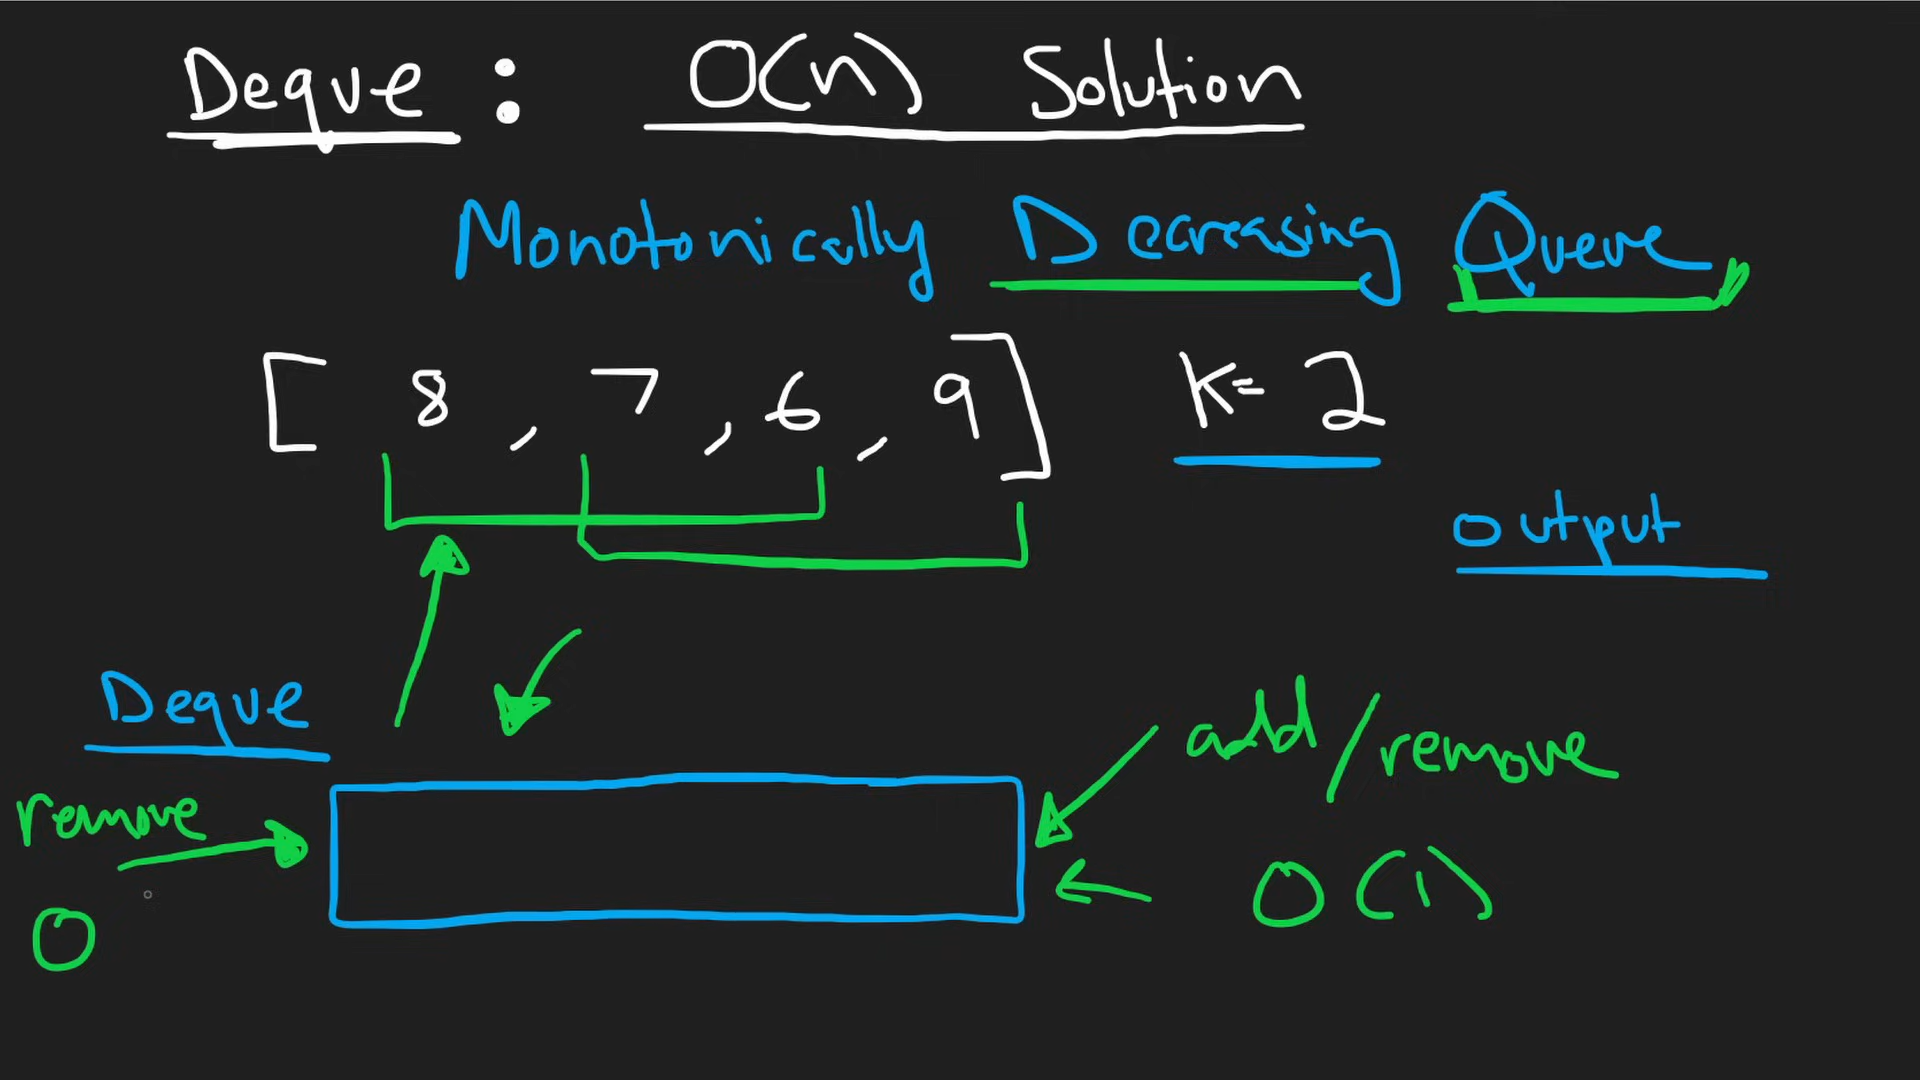 Deque : O(n) Solution
Monotonically Decreasing Queue
[ 8 , 7 , 6 , 9 ] K= 2
output
Deque
add/remove
remove
O (1)
O